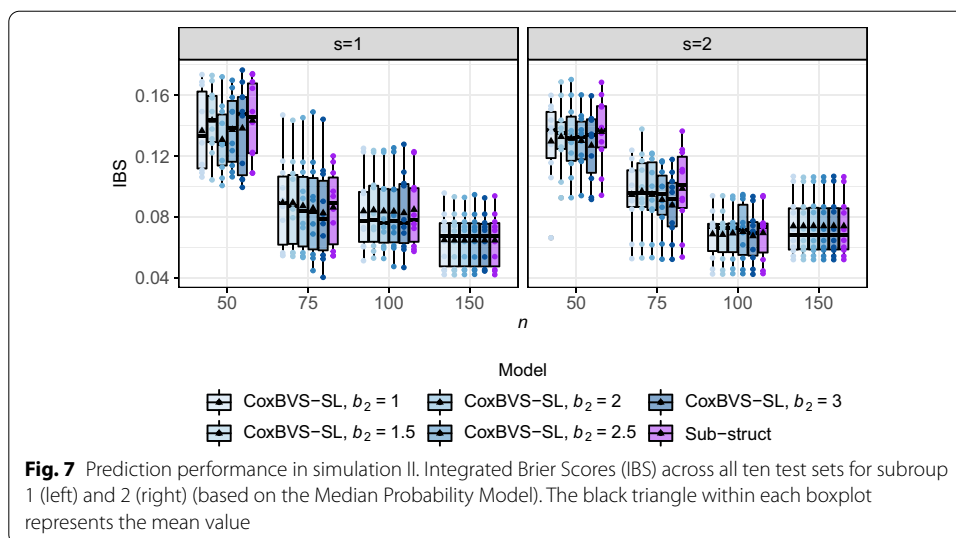 s=1
s=2
0.16
0.12
0.08
0.04
IBS
50
75
100
150
50
75
100
150
n
Model
CoxBVS−SL, b2 = 1
CoxBVS−SL, b2 = 2
CoxBVS−SL, b2 = 3
CoxBVS−SL, b2 = 1.5
CoxBVS−SL, b2 = 2.5
Sub−struct
Fig. 7 Prediction performance in simulation II. Integrated Brier Scores (IBS) across all ten test sets for subroup
1 (left) and 2 (right) (based on the Median Probability Model). The black triangle within each boxplot
represents the mean value